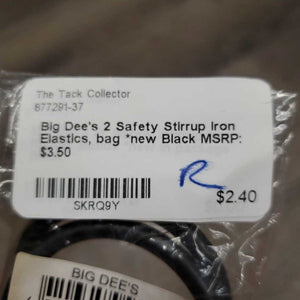 The Tack Collector
877291-37
Big Dee's 2 Safety Stirrup Iron
Elastics, bag *new Black MSRP:
$3.50
R
$2.40
SKRQ9Y
BIG DEE'S